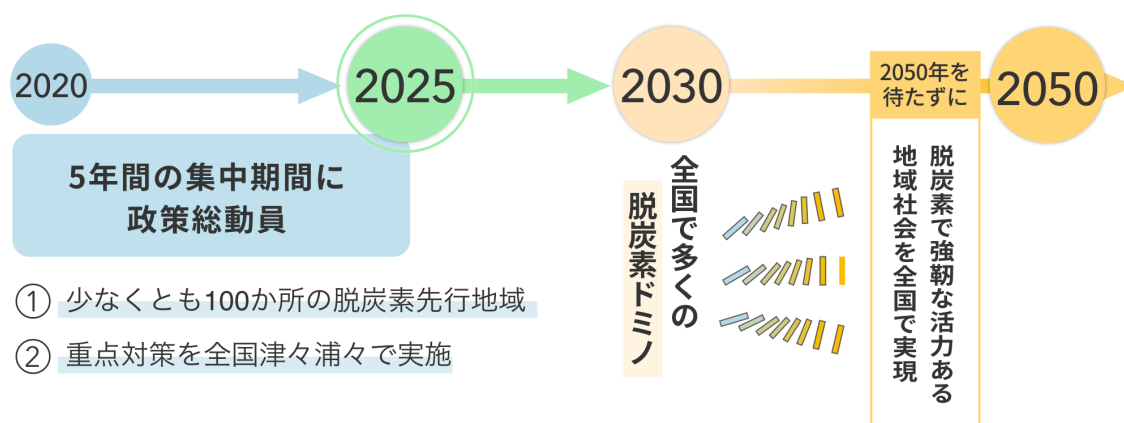 2020
2025
2030
2050年を
待たずに
2050
5年間の集中期間に
政策総動員
① 少なくとも100か所の脱炭素先行地域
② 重点対策を全国津々浦々で実施
全国で多くの
脱炭素ドミノ
脱炭素で強靭な活力ある
地域社会を全国で実現